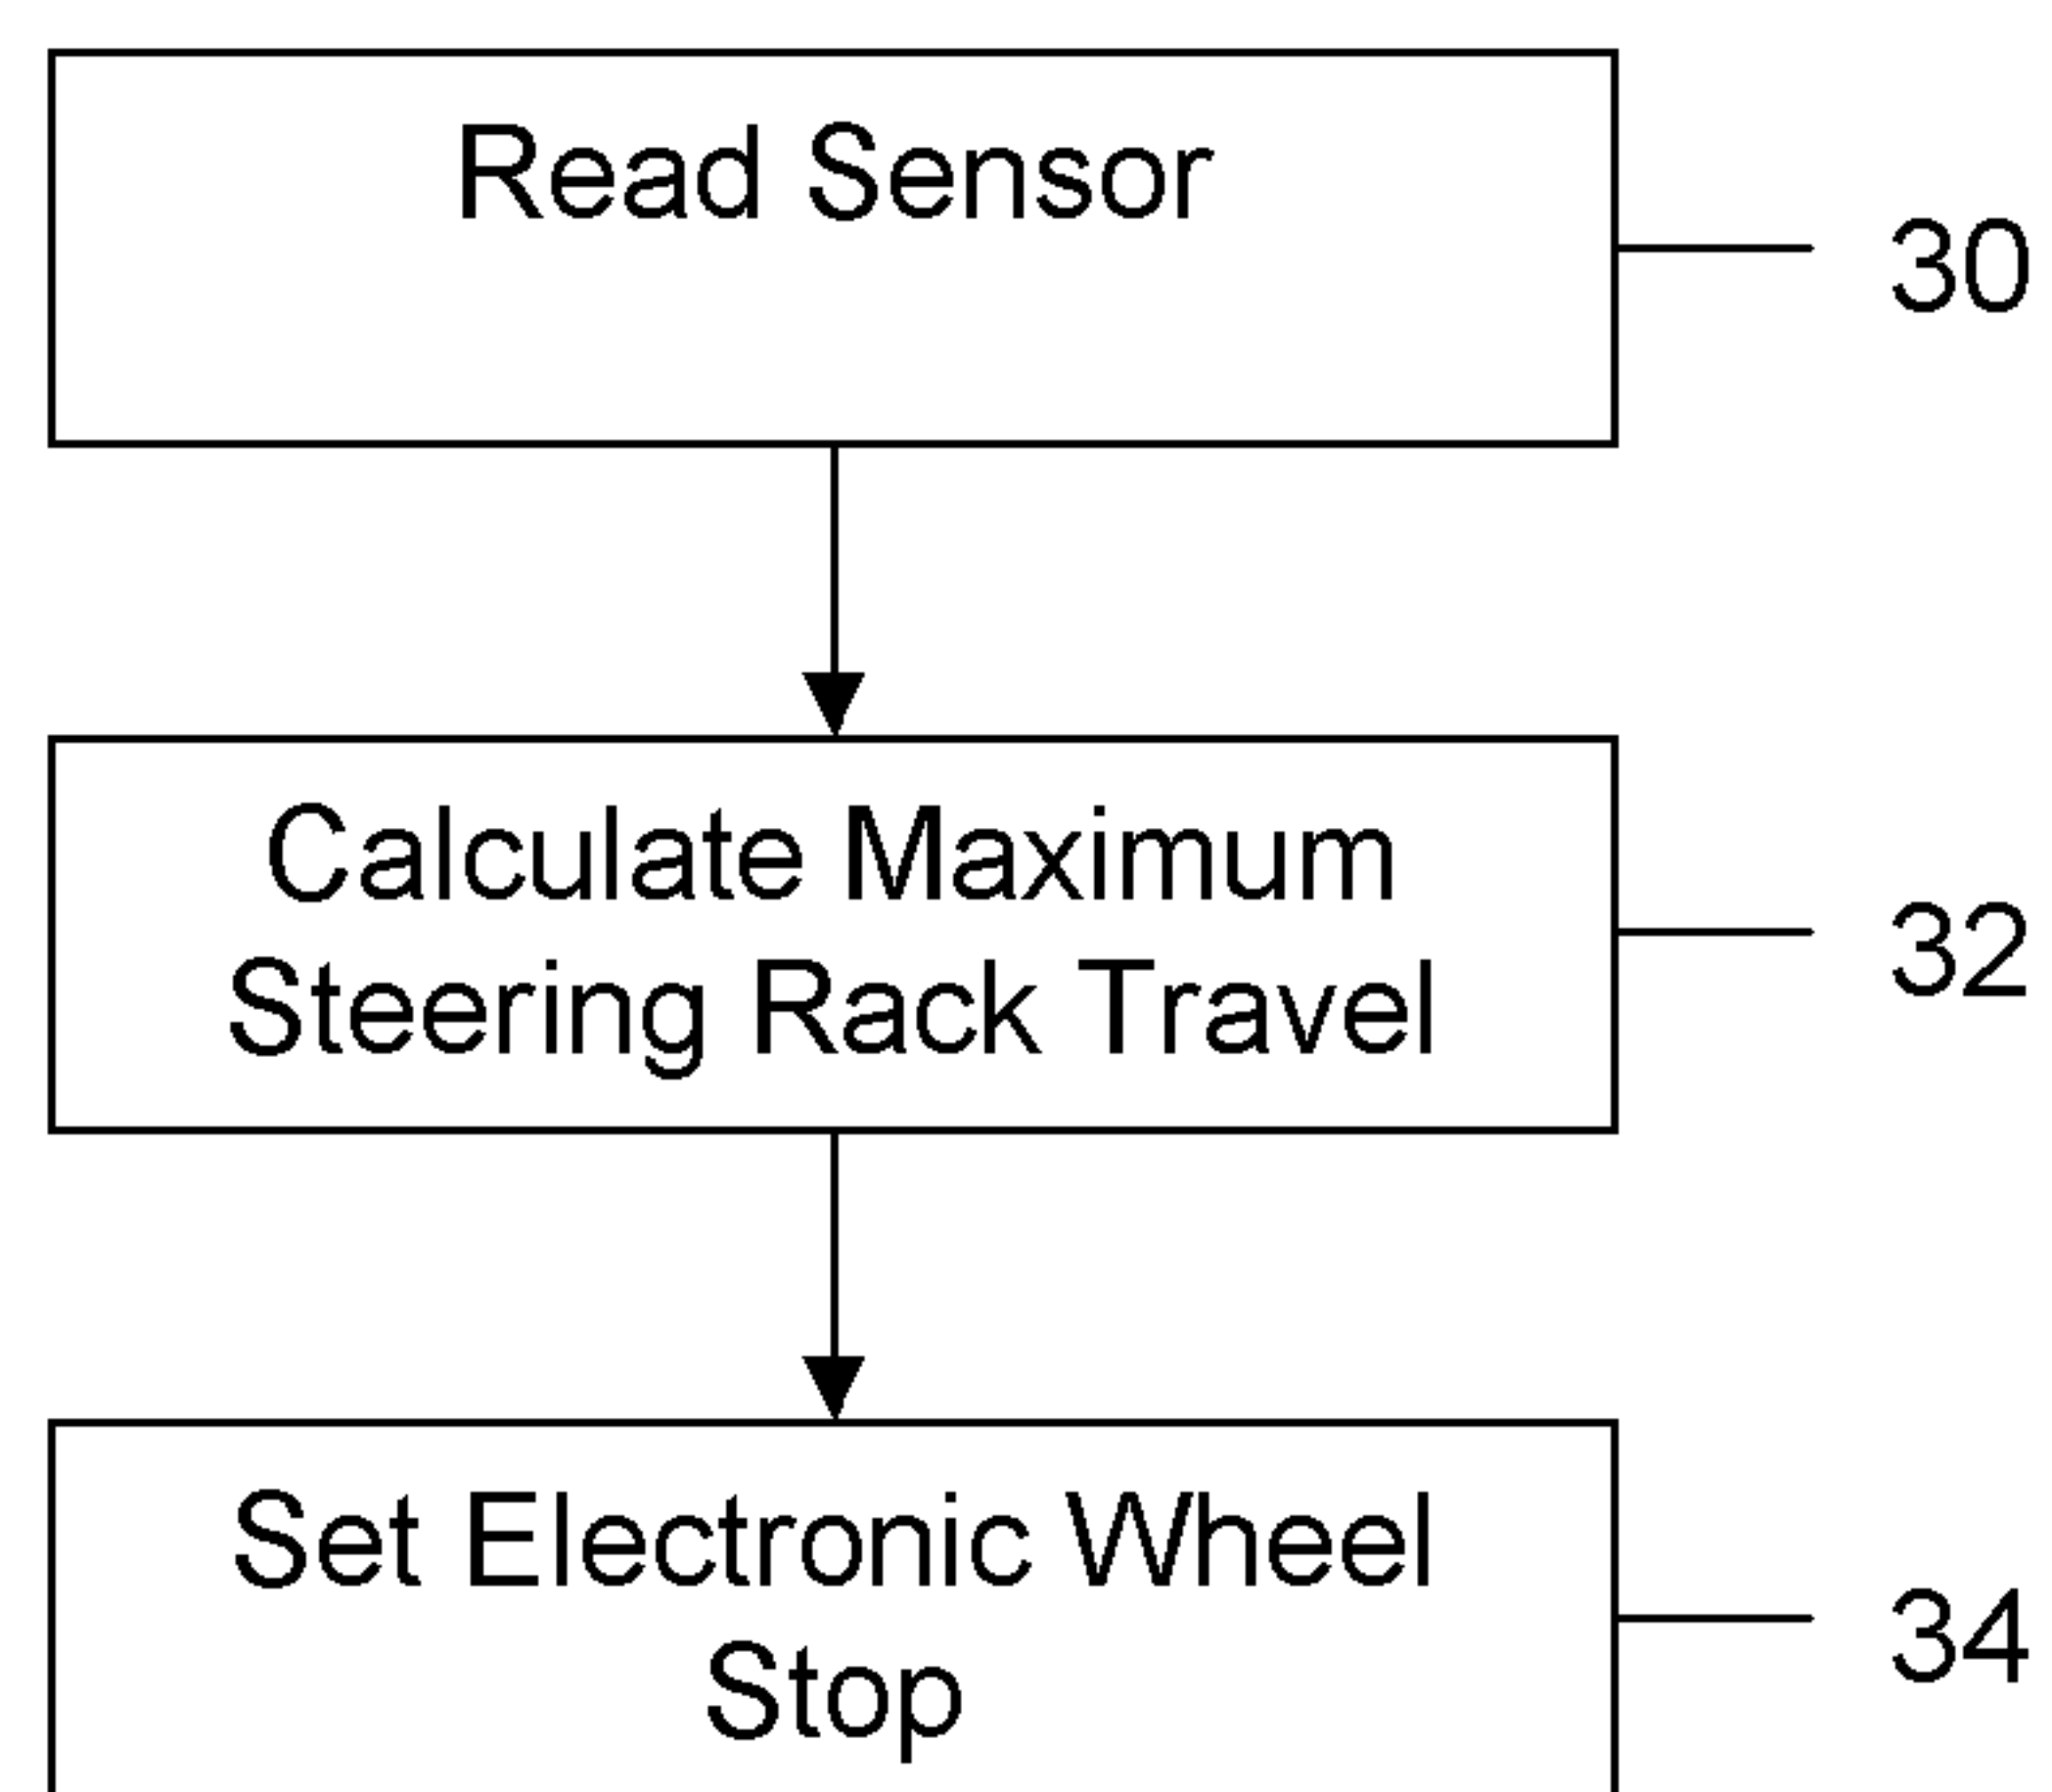 Read Sensor
30
Calculate Maximum
Steering Rack Travel
32
Set Electronic Wheel
Stop
34